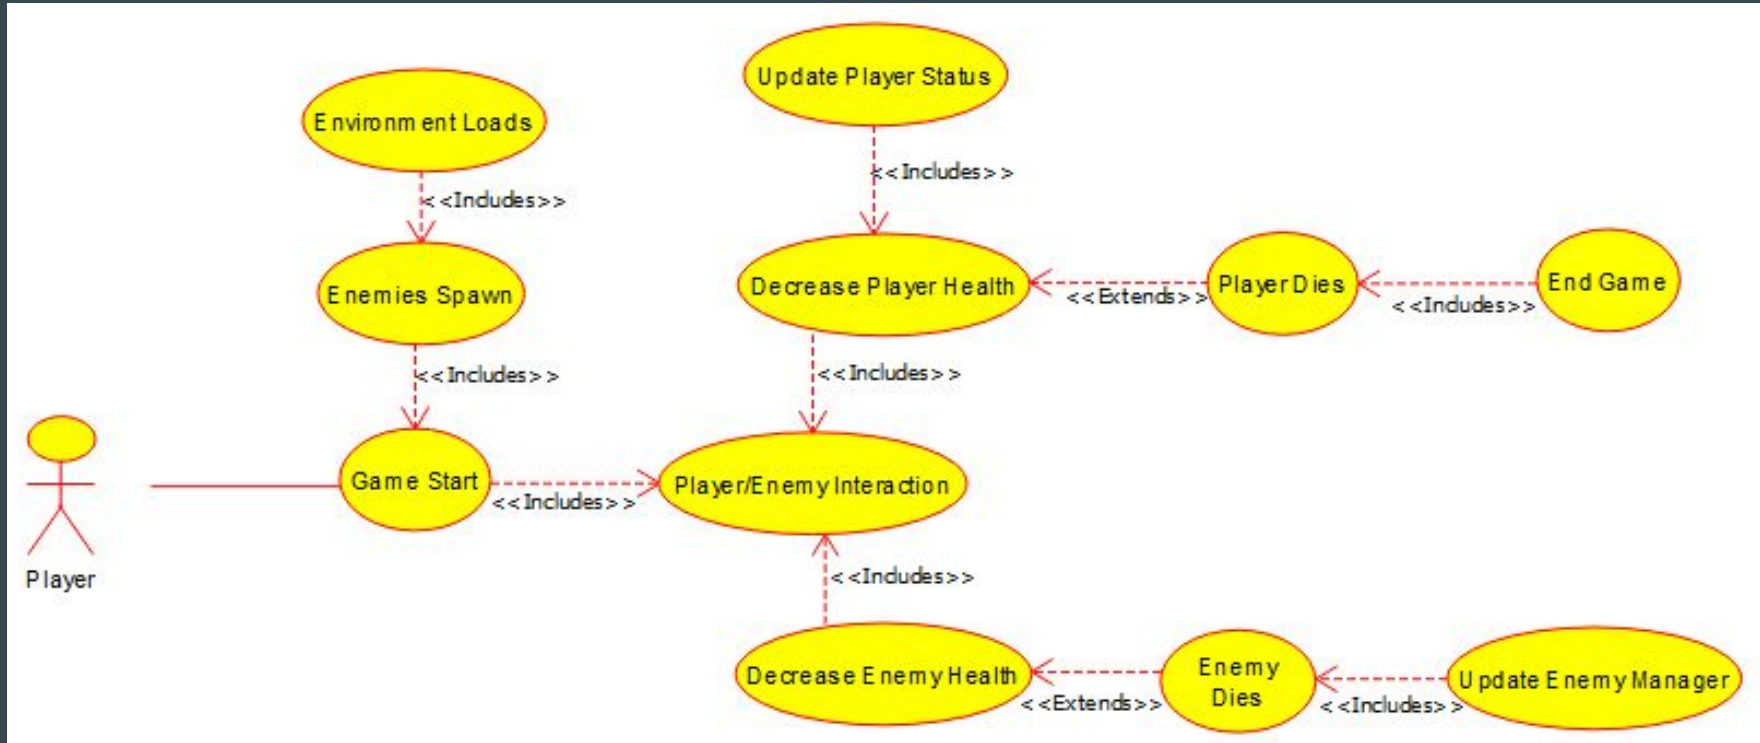 Update Player Status
Environment Loads
<<Includes>>
<<Includes>>
Decrease Player Health
<<Extends>>
Player Dies
<<Includes>>
End Game
Enemies Spawn
<<Includes>>
<<Includes>>
Player
Game Start
<<Includes>>
Player/Enemy Interaction
<<Includes>>
Decrease Enemy Health
<<Extends>>
Enemy
Dies
<<Includes>>
Update Enemy Manager